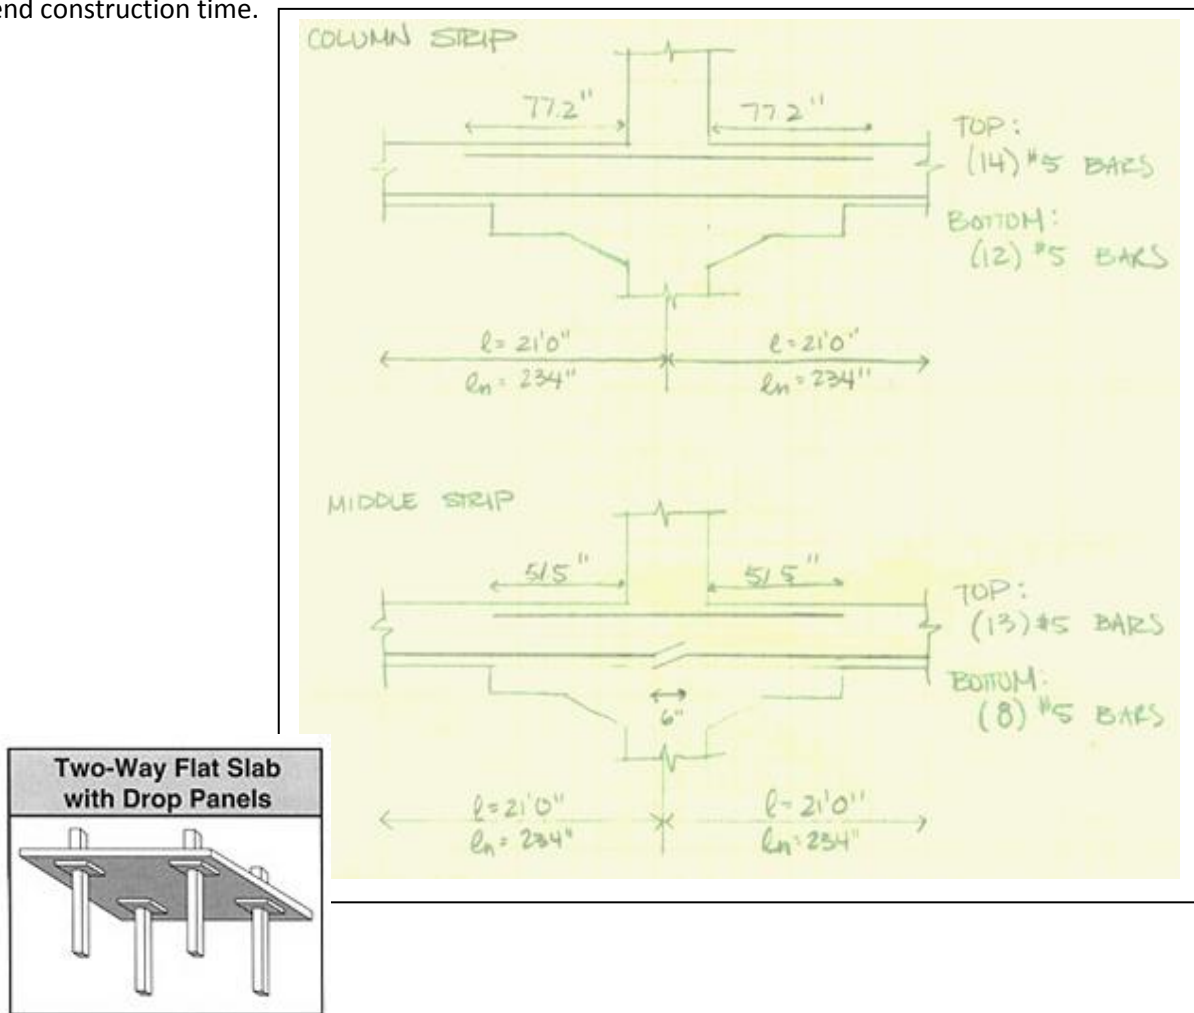 end construction time.
COLUMN STRIP
77.2" 77.2"
TOP:
(14) #5 BARS
BOTTOM:
(12) #5 BARS
l = 21'0" l = 21'0"
ln = 234" ln = 234"
MIDDLE STRIP
51.5" 51.5"
TOP:
(13) #5 BARS
BOTTOM:
(8) #5 BARS
6"
l = 21'0" l = 21'0"
ln = 234" ln = 234"
Two-Way Flat Slab
with Drop Panels